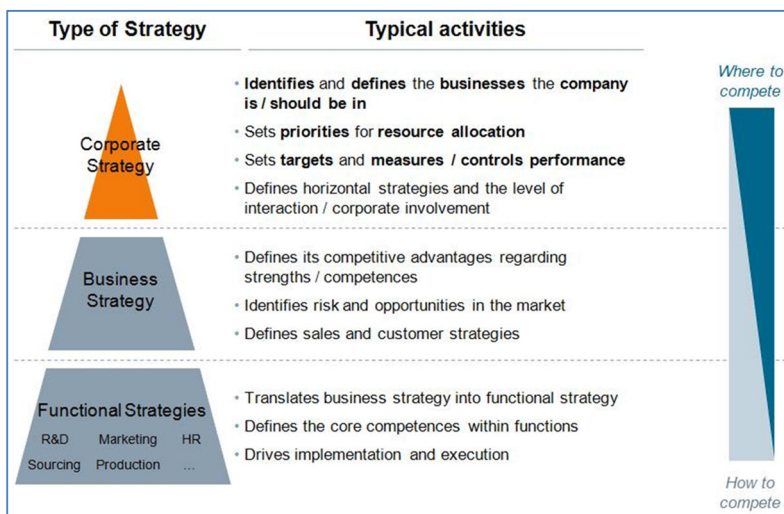 Type of Strategy
Typical activities
Corporate
Strategy
• Identifies and defines the businesses the company
is / should be in
• Sets priorities for resource allocation
• Sets targets and measures / controls performance
• Defines horizontal strategies and the level of
interaction / corporate involvement
Where to
compete
Business
Strategy
• Defines its competitive advantages regarding
strengths / competences
• Identifies risk and opportunities in the market
• Defines sales and customer strategies
Functional Strategies
R&D Marketing HR
Sourcing Production ...
• Translates business strategy into functional strategy
• Defines the core competences within functions
• Drives implementation and execution
How to
compete